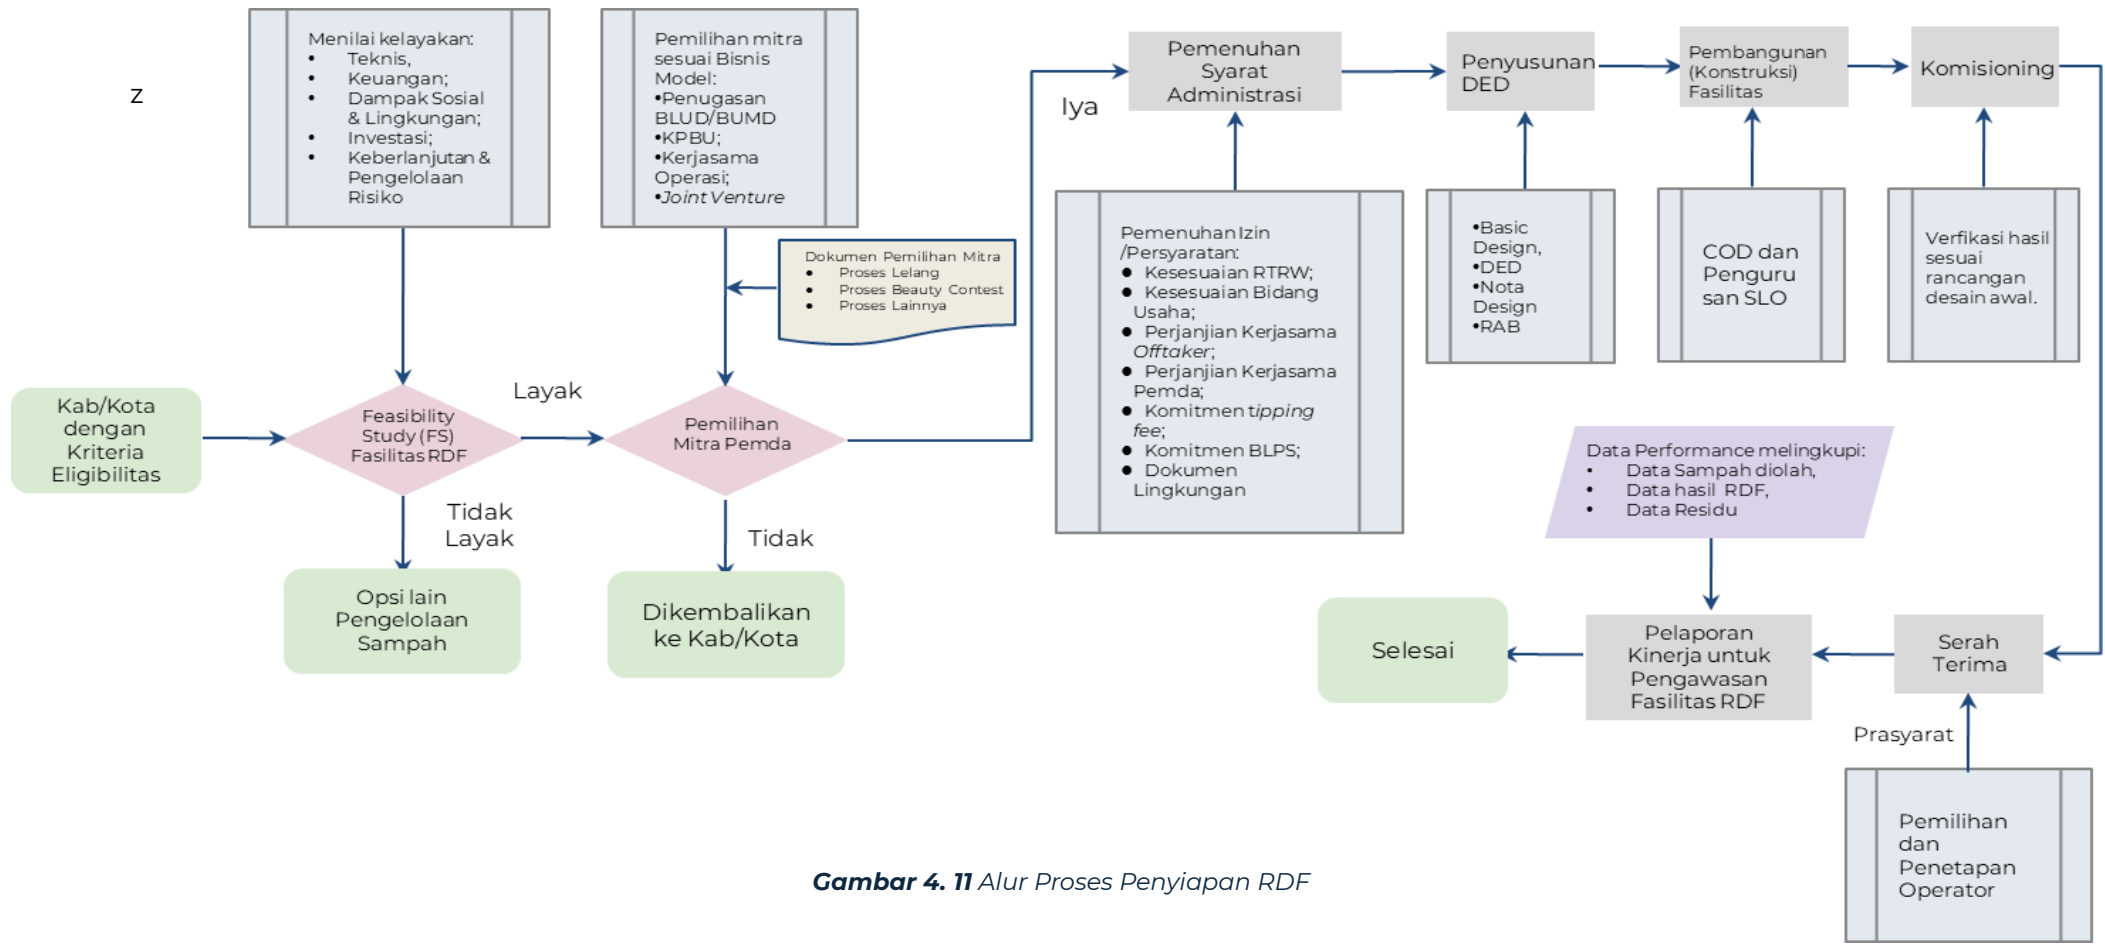 Z
Menilai kelayakan:
• Teknis,
• Keuangan;
• Dampak Sosial
& Lingkungan;
• Investasi;
• Keberlanjutan &
Pengelolaan
Risiko
Pemilihan mitra
sesuai Bisnis
Model:
•Penugasan
BLUD/BUMD
•KPBU;
•Kerjasama
Operasi;
•Joint Venture
Dokumen Pemilihan Mitra
• Proses Lelang
• Proses Beauty Contest
• Proses Lainnya
Kab/Kota
dengan
Kriteria
Eligibilitas
Feasibility
Study (FS)
Fasilitas RDF
Layak
Tidak
Layak
Opsi lain
Pengelolaan
Sampah
Pemilihan
Mitra Pemda
Tidak
Dikembalikan
ke Kab/Kota
Iya
Pemenuhan
Syarat
Administrasi
Pemenuhan Izin
/Persyaratan:
● Kesesuaian RTRW;
● Kesesuaian Bidang
Usaha;
● Perjanjian Kerjasama
Offtaker;
● Perjanjian Kerjasama
Pemda;
● Komitmen tipping
fee;
● Komitmen BLPS;
● Dokumen
Lingkungan
Penyusunan
DED
•Basic
Design,
•DED
•Nota
Design
•RAB
Pembangunan
(Konstruksi)
Fasilitas
COD dan
Penguru
san SLO
Komisioning
Verfikasi hasil
sesuai
rancangan
desain awal.
Data Performance melingkupi:
• Data Sampah diolah,
• Data hasil RDF,
• Data Residu
Selesai
Pelaporan
Kinerja untuk
Pengawasan
Fasilitas RDF
Serah
Terima
Prasyarat
Pemilihan
dan
Penetapan
Operator
Gambar 4. 11 Alur Proses Penyiapan RDF